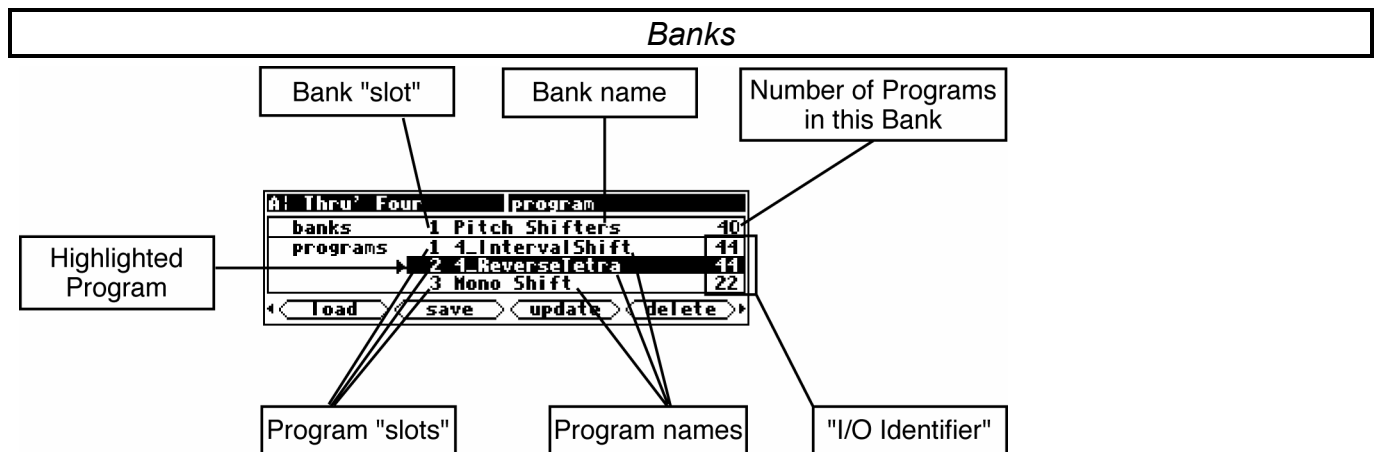 Banks
Bank "slot"
Bank name
Number of Programs
in this Bank
A¦ Thru' Four program
banks 1 Pitch Shifters 40
programs 1 4_IntervalShift 44
2 4_ReverseTetra 44
3 Mono Shift 22
load save update delete
Highlighted
Program
Program "slots"
Program names
"I/O Identifier"